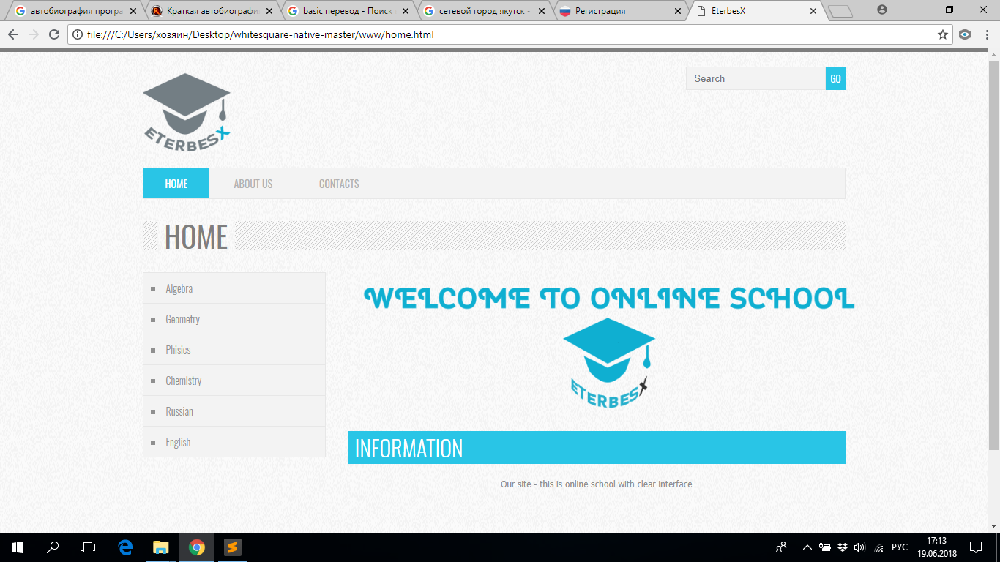 автобиография програ
Краткая автобиографи
basic перевод - Поиск
сетевой город якутск -
Регистрация
EterbesX
file:///C:/Users/хозяин/Desktop/whitesquare-native-master/www/home.html
Search
GO
ETERBESX
HOME
ABOUT US
CONTACTS
HOME
Algebra
Geometry
Phisics
Chemistry
Russian
English
WELCOME TO ONLINE SCHOOL
ETERBESX
INFORMATION
Our site - this is online school with clear interface
РУС
17:13
19.06.2018